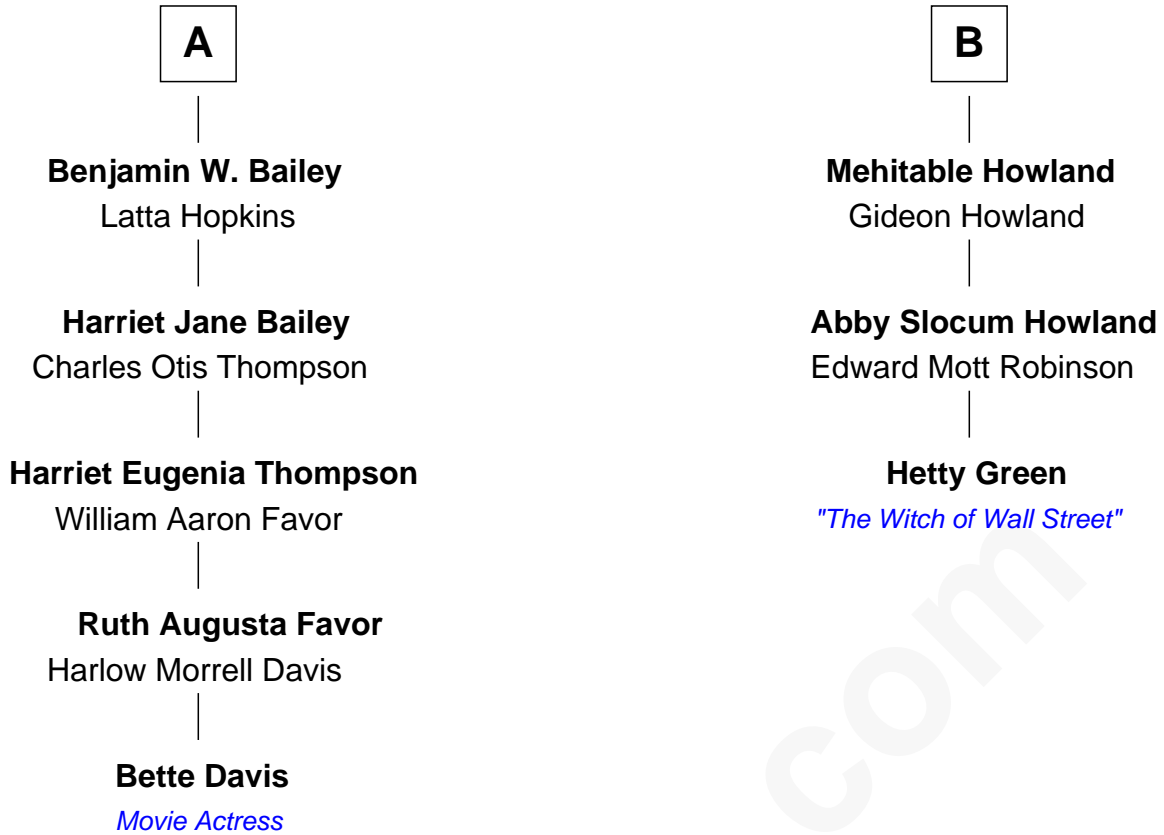 A
Benjamin W. Bailey
Latta Hopkins
Harriet Jane Bailey
Charles Otis Thompson
Harriet Eugenia Thompson
William Aaron Favor
Ruth Augusta Favor
Harlow Morrell Davis
Bette Davis
Movie Actress
B
Mehitable Howland
Gideon Howland
Abby Slocum Howland
Edward Mott Robinson
Hetty Green
"The Witch of Wall Street"
com